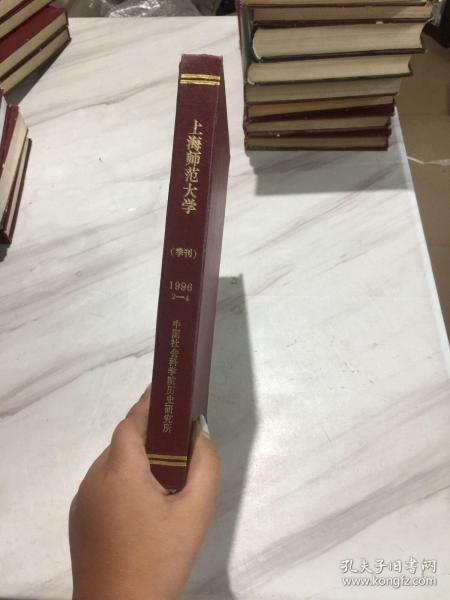 上海师范大学
(季刊)
1996
2—4
中国社会科学院历史研究所
孔夫子旧书网
www.kongfz.com